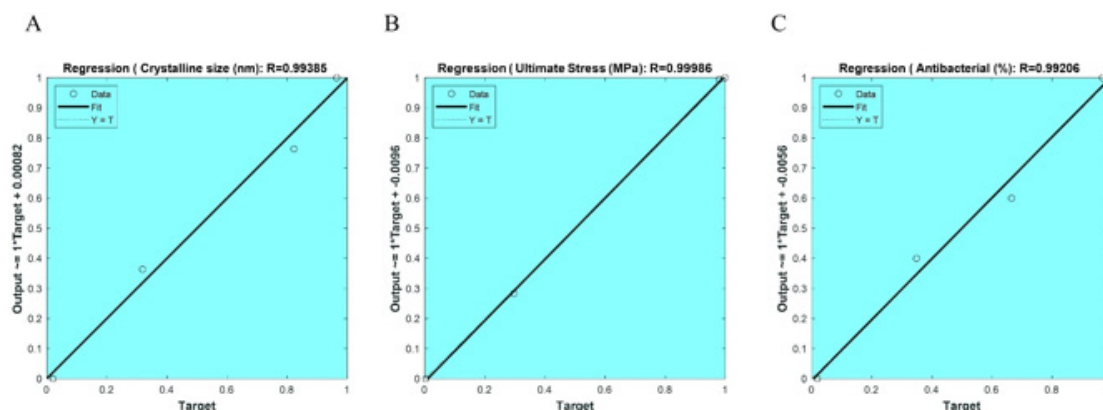 A
Regression ( Crystalline size (nm): R=0.99385
Output ~= 1*Target + 0.00082
1
0.9
0.8
0.7
0.6
0.5
0.4
0.3
0.2
0.1
0
Data
Fit
Y = T
0
0.2
0.4
0.6
0.8
1
Target
B
Regression ( Ultimate Stress (MPa): R=0.99986
Output ~= 1*Target + -0.0096
1
0.9
0.8
0.7
0.6
0.5
0.4
0.3
0.2
0.1
0
Data
Fit
Y = T
0
0.2
0.4
0.6
0.8
1
Target
C
Regression ( Antibacterial (%): R=0.99206
Output ~= 1*Target + -0.0056
1
0.9
0.8
0.7
0.6
0.5
0.4
0.3
0.2
0.1
0
Data
Fit
Y = T
0
0.2
0.4
0.6
0.8
Target